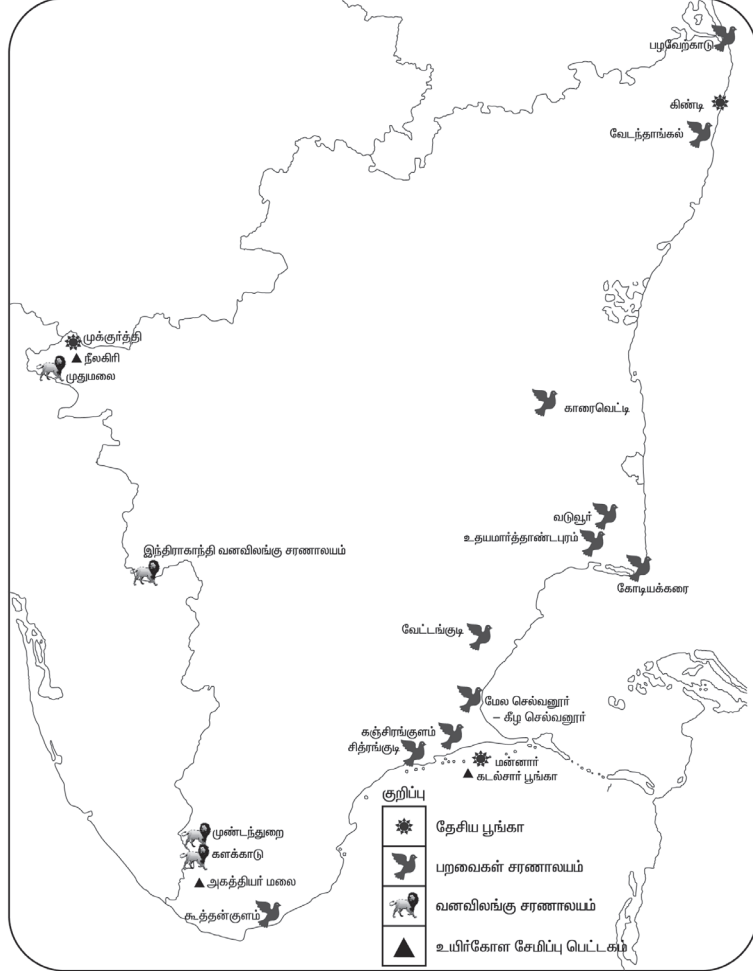 பழவேற்காடு
கிண்டி
வேடந்தாங்கல்
முக்குர்த்தி
நீலகிரி
முதுமலை
காரைவெட்டி
வடுவூர்
உதயமார்த்தாண்டபுரம்
இந்திராகாந்தி வனவிலங்கு சரணாலயம்
கோடியக்கரை
வேட்டங்குடி
மேல செல்வனூர்
– கீழ செல்வனூர்
கஞ்சிரங்குளம்
சித்ரங்குடி
மன்னார்
கடல்சார் பூங்கா
முண்டந்துறை
களக்காடு
அகத்தியர் மலை
கூத்தன்குளம்
குறிப்பு
தேசிய பூங்கா
பறவைகள் சரணாலயம்
வனவிலங்கு சரணாலயம்
உயிர்கோள சேமிப்பு பெட்டகம்